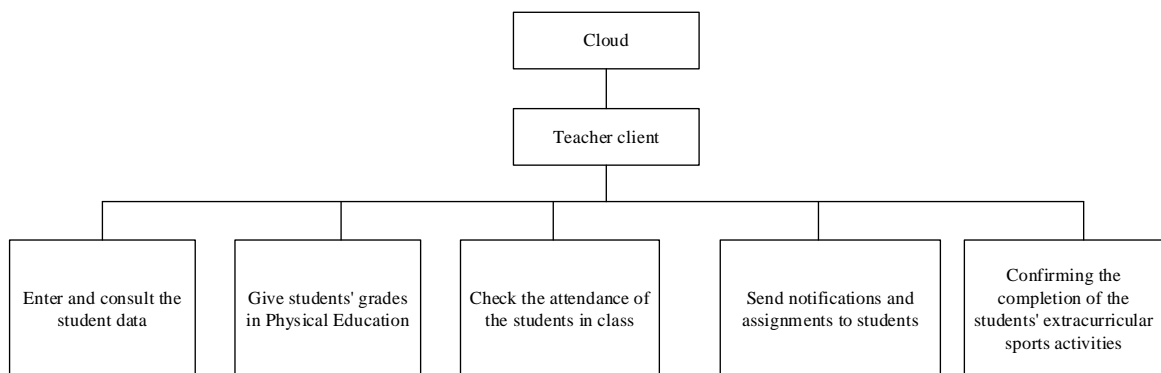 Cloud
Teacher client
Enter and consult the
student data
Give students' grades
in Physical Education
Check the attendance of
the students in class
Send notifications and
assignments to students
Confirming the
completion of the
students' extracurricular
sports activities